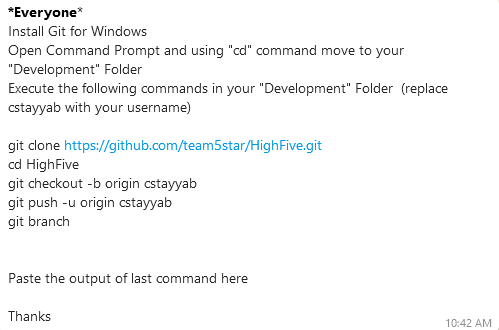 *Everyone*
Install Git for Windows
Open Command Prompt and using "cd" command move to your
"Development" Folder
Execute the following commands in your "Development" Folder  (replace
cstayyab with your username)
git clone https://github.com/team5star/HighFive.git
cd HighFive
git checkout -b origin cstayyab
git push -u origin cstayyab
git branch
Paste the output of last command here
Thanks
10:42 AM